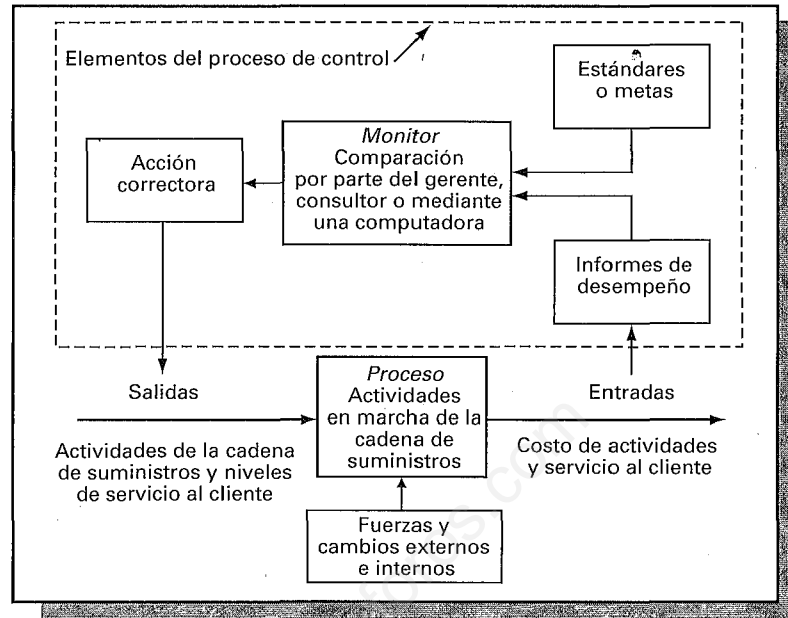 Elementos del proceso de control
Estándares
o metas
Monitor
Comparación
por parte del gerente,
consultor o mediante
una computadora
Acción
correctora
Informes de
desempeño
Salidas
Proceso
Actividades
en marcha de la
cadena de
suministros
Entradas
Actividades de la cadena
de suministros y niveles
de servicio al cliente
Costo de actividades
y servicio al cliente
Fuerzas y
cambios externos
e internos